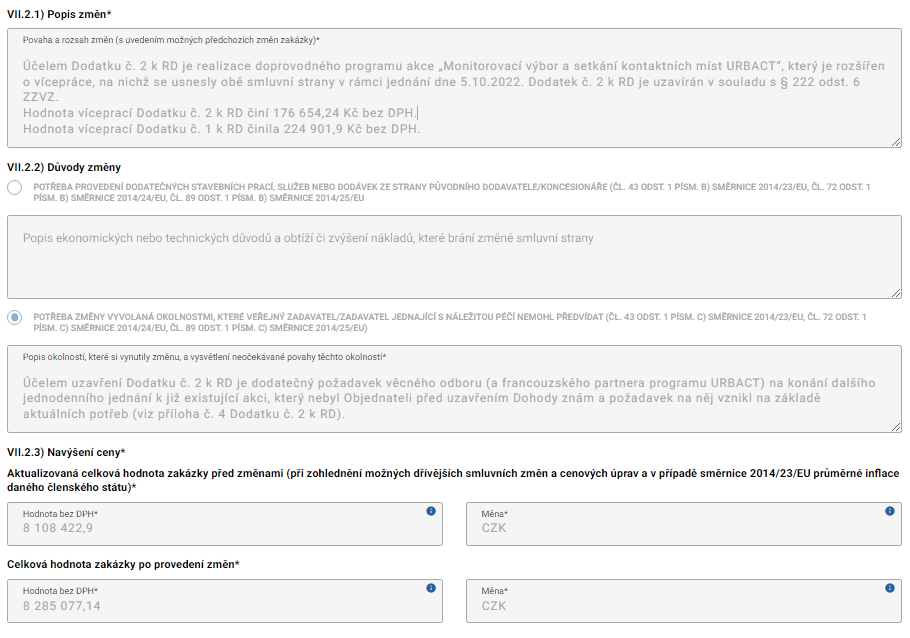 VII.2.1) Popis změn*
Povaha a rozsah změn (s uvedením možných předchozích změn zakázky)*
Účelem Dodatku č. 2 k RD je realizace doprovodného programu akce „Monitorovací výbor a setkání kontaktních míst URBACT“, který je rozšířen
o vícepráce, na nichž se usnesly obě smluvní strany v rámci jednání dne 5.10.2022. Dodatek č. 2 k RD je uzavírán v souladu s § 222 odst. 6
ZZVZ.
Hodnota víceprací Dodatku č. 2 k RD činí 176 654,24 Kč bez DPH.
Hodnota víceprací Dodatku č. 1 k RD činila 224 901,9 Kč bez DPH.
VII.2.2) Důvody změny
POTŘEBA PROVEDENÍ DODATEČNÝCH STAVEBNÍCH PRACÍ, SLUŽEB NEBO DODÁVEK ZE STRANY PŮVODNÍHO DODAVATELE/KONCESIONÁŘE (ČL. 43 ODST. 1 PÍSM. B) SMĚRNICE 2014/23/EU, ČL. 72 ODST. 1
PÍSM. B) SMĚRNICE 2014/24/EU, ČL. 89 ODST. 1 PÍSM. B) SMĚRNICE 2014/25/EU
Popis ekonomických nebo technických důvodů a obtíží či zvýšení nákladů, které brání změně smluvní strany
POTŘEBA ZMĚNY VYVOLANÁ OKOLNOSTMI, KTERÉ VEŘEJNÝ ZADAVATEL/ZADAVATEL JEDNAJÍCÍ S NÁLEŽITOU PÉČÍ NEMOHL PŘEDVÍDAT (ČL. 43 ODST. 1 PÍSM. C) SMĚRNICE 2014/23/EU, ČL. 72 ODST. 1
PÍSM. C) SMĚRNICE 2014/24/EU, ČL. 89 ODST. 1 PÍSM. C) SMĚRNICE 2014/25/EU)
Popis okolností, které si vynutily změnu, a vysvětlení neočekávané povahy těchto okolností*
Účelem uzavření Dodatku č. 2 k RD je dodatečný požadavek věcného odboru (a francouzského partnera programu URBACT) na konání dalšího
jednodenního jednání k již existující akci, který nebyl Objednateli před uzavřením Dohody znám a požadavek na něj vznikl na základě
aktuálních potřeb (viz příloha č. 4 Dodatku č. 2 k RD).
VII.2.3) Navýšení ceny*
Aktualizovaná celková hodnota zakázky před změnami (při zohlednění možných dřívějších smluvních změn a cenových úprav a v případě směrnice 2014/23/EU průměrné inflace
daného členského státu)*
Hodnota bez DPH*
8 108 422,9
Měna*
CZK
Celková hodnota zakázky po provedení změn*
Hodnota bez DPH*
8 285 077,14
Měna*
CZK